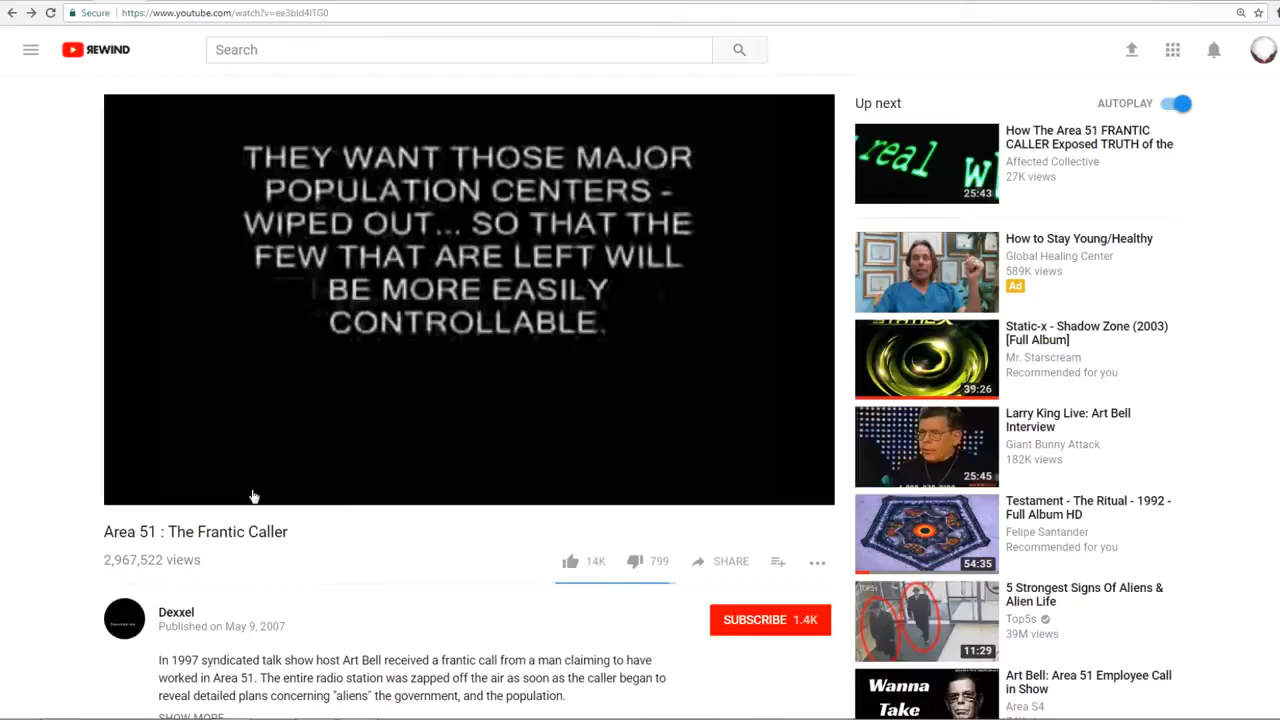 Secure
https://www.youtube.com/watch?v=ee3bld4lTG0
REWIND
Search
THEY WANT THOSE MAJOR
POPULATION CENTERS -
WIPED OUT... SO THAT THE
FEW THAT ARE LEFT WILL
BE MORE EASILY
CONTROLLABLE.
Area 51 : The Frantic Caller
2,967,522 views
14K
799
SHARE
Dexxel
Published on May 9, 2007
SUBSCRIBE 1.4K
In 1997 syndicated talk show host Art Bell received a frantic call from a man claiming to have
worked in Area 51. The entire radio station was zapped off the air as soon as the caller began to
reveal detailed plans concerning "aliens" the government, and the population.
SHOW MORE
Up next
AUTOPLAY
real W
25:43
How The Area 51 FRANTIC
CALLER Exposed TRUTH of the
Affected Collective
27K views
How to Stay Young/Healthy
Global Healing Center
589K views
Ad
39:26
Static-x - Shadow Zone (2003)
[Full Album]
Mr. Starscream
Recommended for you
25:45
Larry King Live: Art Bell
Interview
Giant Bunny Attack
182K views
54:35
Testament - The Ritual - 1992 -
Full Album HD
Felipe Santander
Recommended for you
TOP5s
11:29
5 Strongest Signs Of Aliens &
Alien Life
Top5s
39M views
Wanna
Take
Art Bell: Area 51 Employee Call
in Show
Area S4